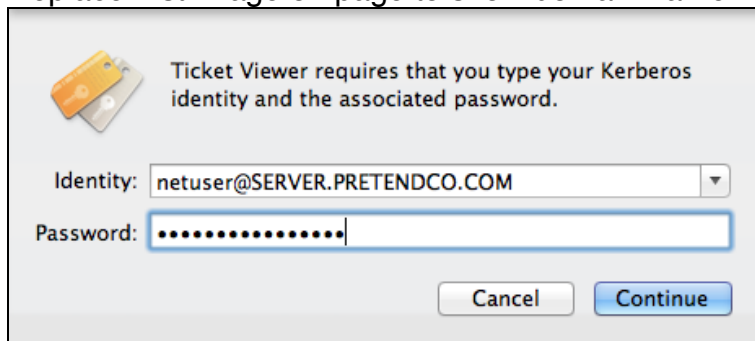 Ticket Viewer requires that you type your Kerberos
identity and the associated password.
Identity: netuser@SERVER.PRETENDCO.COM
Password: ••••••••••••••••
Cancel Continue